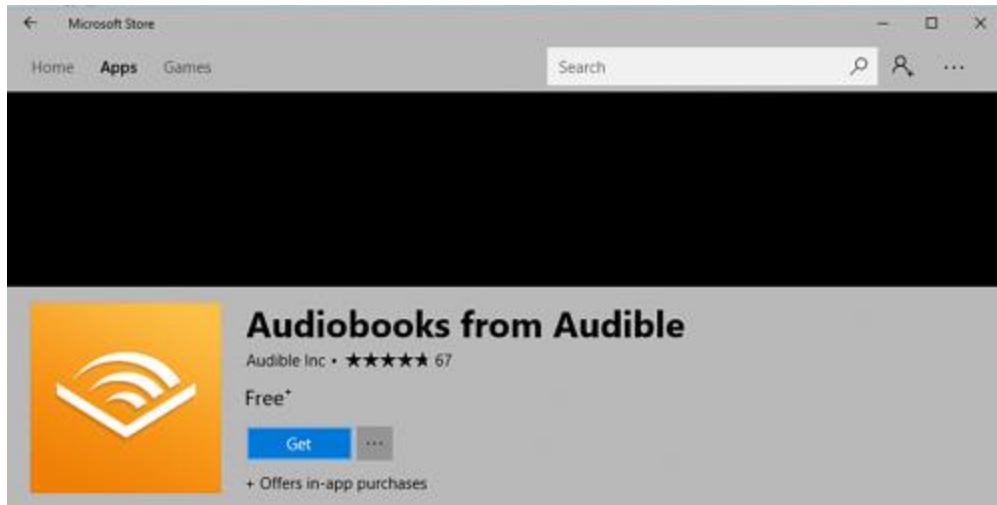 Microsoft Store
Home Apps Games Search
Audiobooks from Audible
Audible Inc • ★★★★★ 67
Free⁺
Get ...
+ Offers in-app purchases